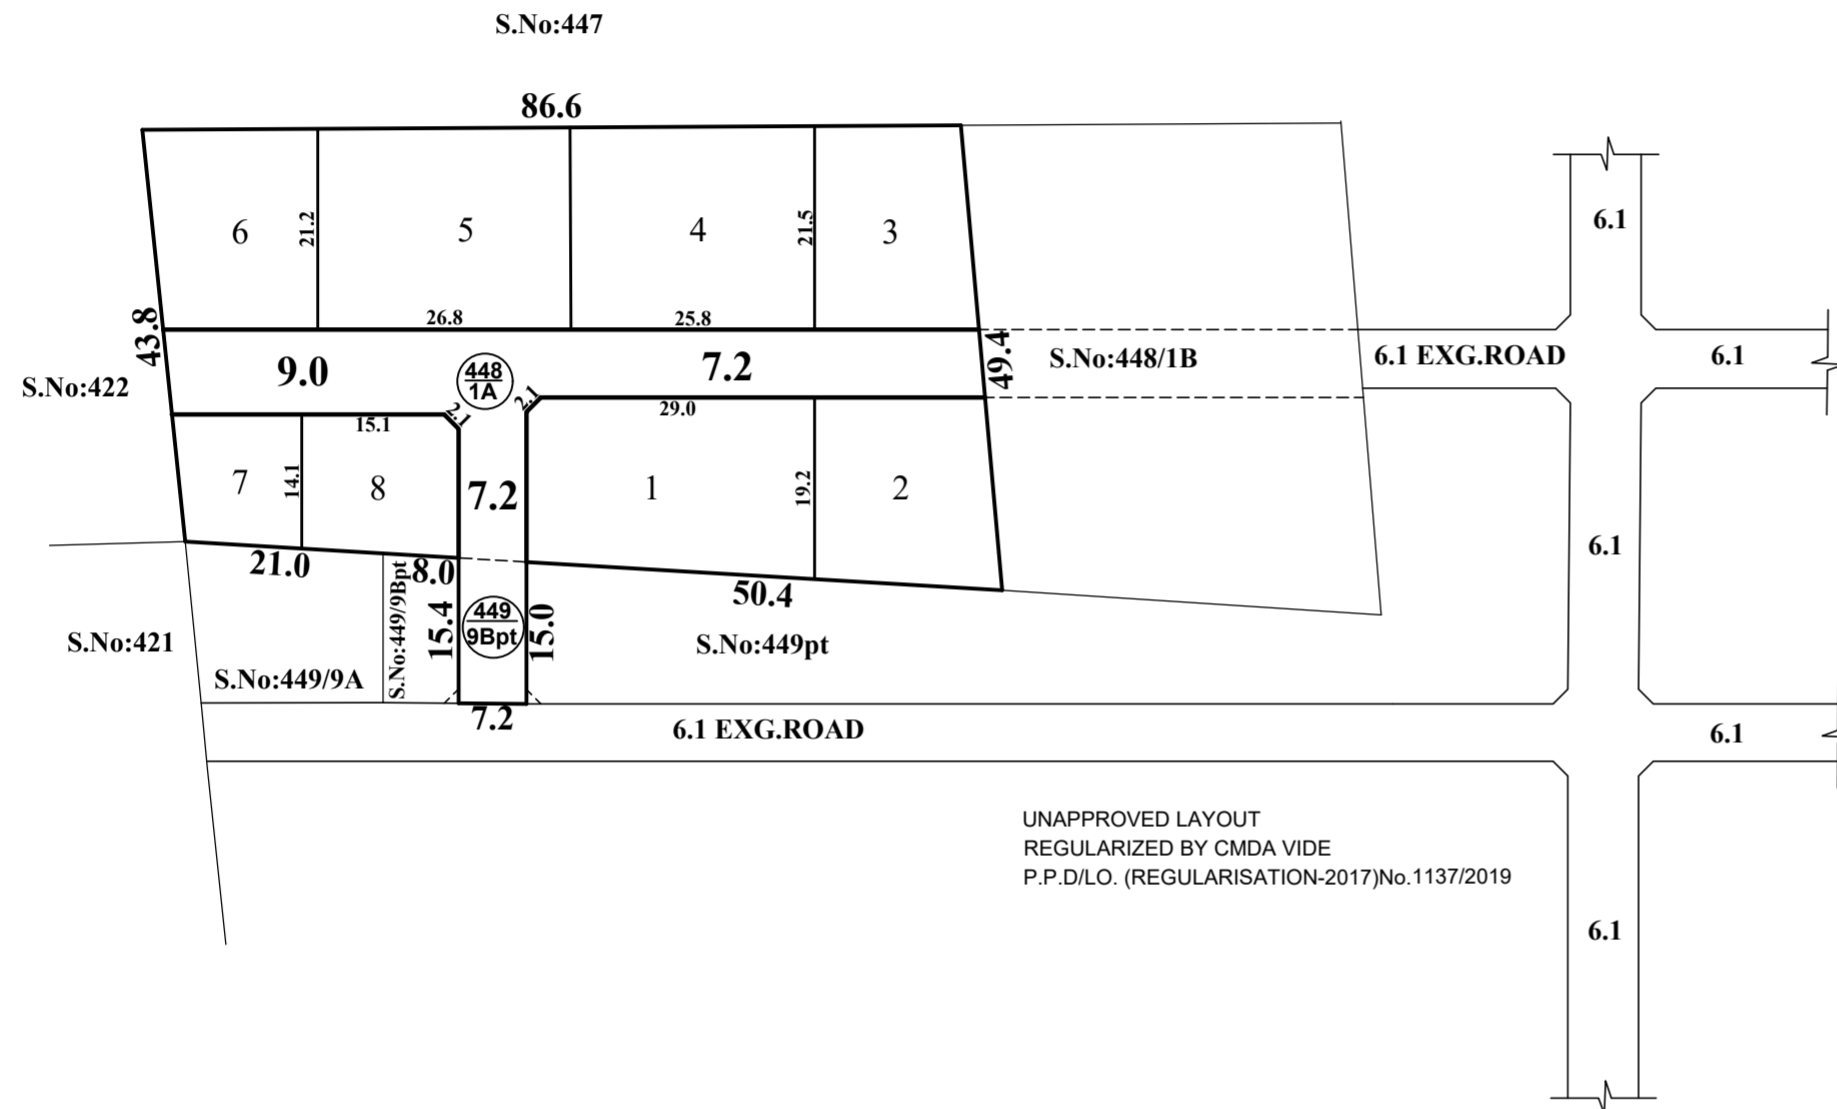 S.No:447
86.6
6
21.2
5
4
21.5
3
6.1
26.8
25.8
43.8
9.0
448
1A
7.2
49.4
S.No:448/1B
6.1 EXG.ROAD
6.1
S.No:422
2.1
2.1
15.1
29.0
7
14.1
8
7.2
1
19.2
2
6.1
21.0
S.No:449/9Bpt
8.0
50.4
15.4
449
9Bpt
15.0
S.No:421
S.No:449pt
S.No:449/9A
7.2
6.1 EXG.ROAD
6.1
UNAPPROVED LAYOUT
REGULARIZED BY CMDA VIDE
P.P.D/LO. (REGULARISATION-2017)No.1137/2019
6.1